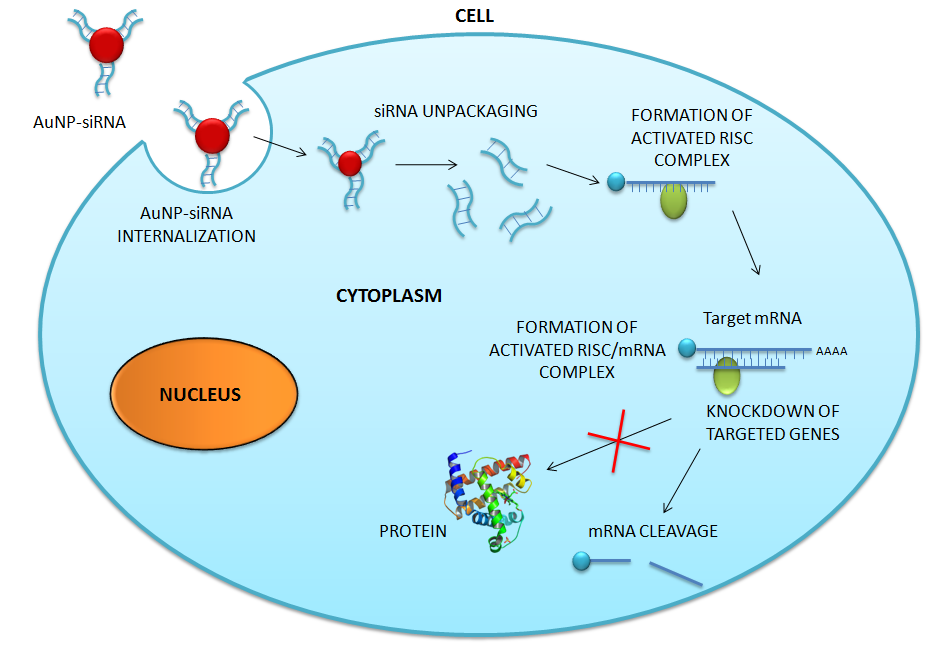 CELL
AuNP-siRNA
siRNA UNPACKAGING
FORMATION OF
ACTIVATED RISC
COMPLEX
AuNP-siRNA
INTERNALIZATION
CYTOPLASM
Target mRNA
AAAA
FORMATION OF
ACTIVATED RISC/mRNA
COMPLEX
NUCLEUS
KNOCKDOWN OF
TARGETED GENES
PROTEIN
mRNA CLEAVAGE